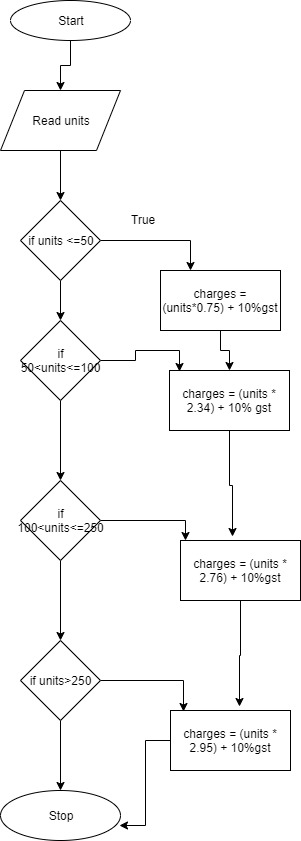 Start
Read units
True
if units <=50
charges =
(units*0.75) + 10%gst
if
50<units<=100
charges = (units *
2.34) + 10% gst
if
100<units<=250
charges = (units *
2.76) + 10%gst
if units>250
charges = (units *
2.95) + 10%gst
Stop